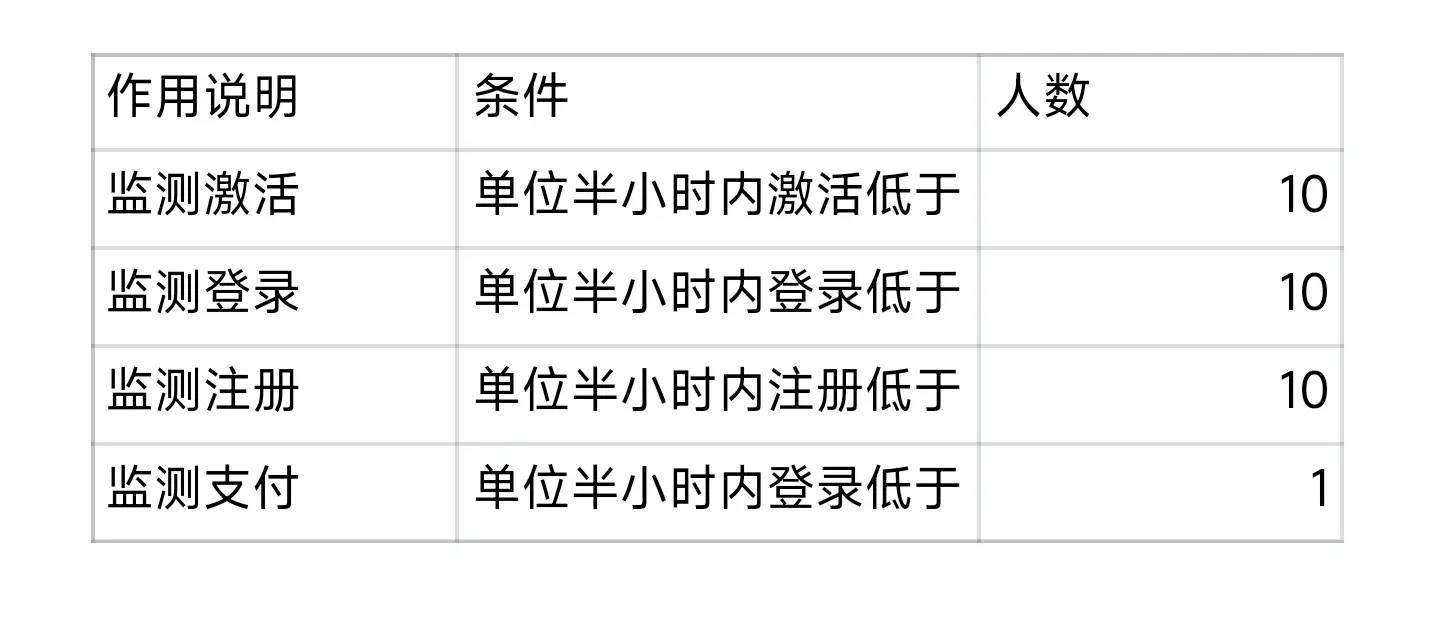 作用说明 条件 人数
监测激活 单位半小时内激活低于 10
监测登录 单位半小时内登录低于 10
监测注册 单位半小时内注册低于 10
监测支付 单位半小时内登录低于 1